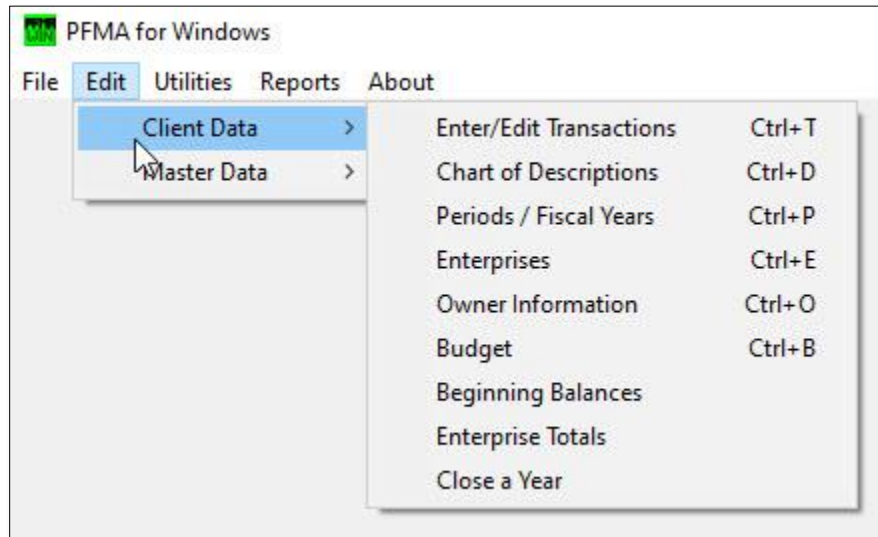 PFMA for Windows
File Edit Utilities Reports About
Client Data >
Master Data >
Enter/Edit Transactions Ctrl+T
Chart of Descriptions Ctrl+D
Periods / Fiscal Years Ctrl+P
Enterprises Ctrl+E
Owner Information Ctrl+O
Budget Ctrl+B
Beginning Balances
Enterprise Totals
Close a Year